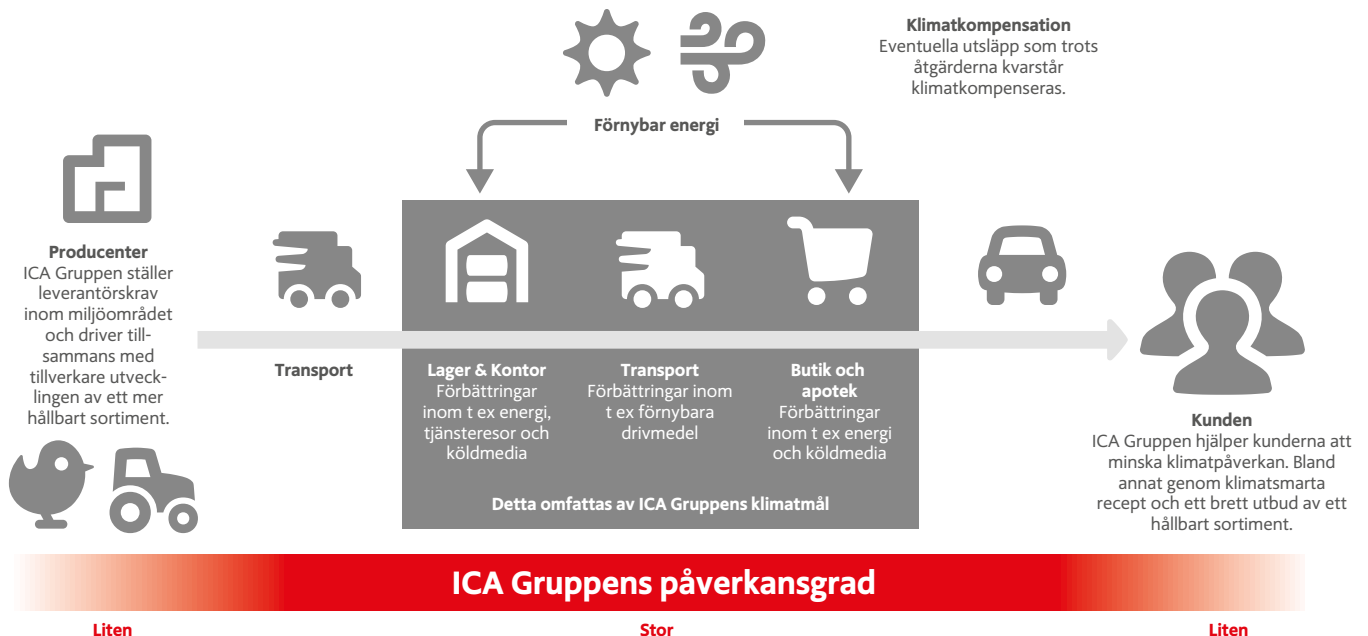 Klimatkompensation
Eventuella utsläpp som trots
åtgärderna kvarstår
klimatkompenseras.
Förnybar energi
Producenter
ICA Gruppen ställer
leverantörskrav
inom miljöområdet
och driver till-
sammans med
tillverkare utveck-
lingen av ett mer
hållbart sortiment.
Transport
Lager & Kontor
Förbättringar
inom t ex energi,
tjänsteresor och
köldmedia
Transport
Förbättringar inom
t ex förnybara
drivmedel
Butik och
apotek
Förbättringar
inom t ex energi
och köldmedia
Detta omfattas av ICA Gruppens klimatmål
Kunden
ICA Gruppen hjälper kunderna att
minska klimatpåverkan. Bland
annat genom klimatsmarta
recept och ett brett utbud av ett
hållbart sortiment.
ICA Gruppens påverkansgrad
Liten
Stor
Liten